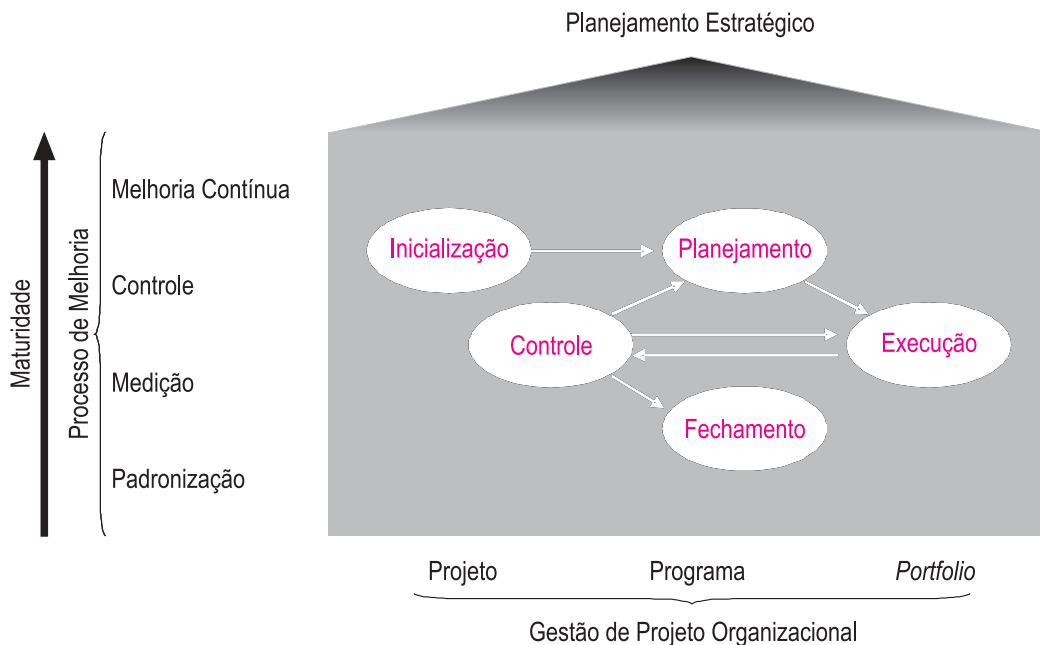 Planejamento Estratégico
Maturidade
Processo de Melhoria
Melhoria Contínua
Controle
Medição
Padronização
Inicialização
Planejamento
Controle
Execução
Fechamento
Projeto
Programa
Portfolio
Gestão de Projeto Organizacional